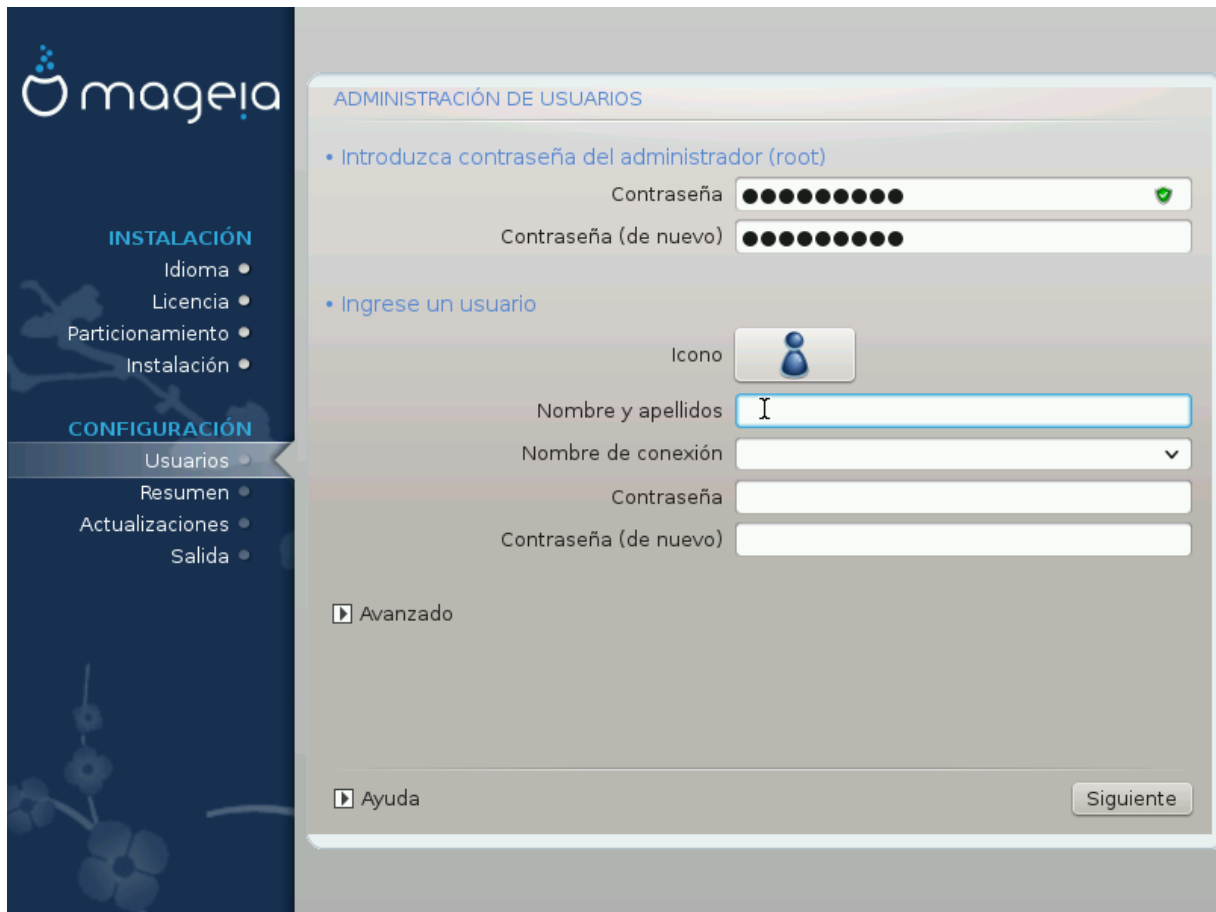 mageia
INSTALACIÓN
Idioma
Licencia
Particionamiento
Instalación
CONFIGURACIÓN
Usuarios
Resumen
Actualizaciones
Salida
ADMINISTRACIÓN DE USUARIOS
• Introduzca contraseña del administrador (root)
Contraseña ●●●●●●●●●
Contraseña (de nuevo) ●●●●●●●●●
• Ingrese un usuario
Icono
Nombre y apellidos
Nombre de conexión
Contraseña
Contraseña (de nuevo)
Avanzado
Ayuda
Siguiente